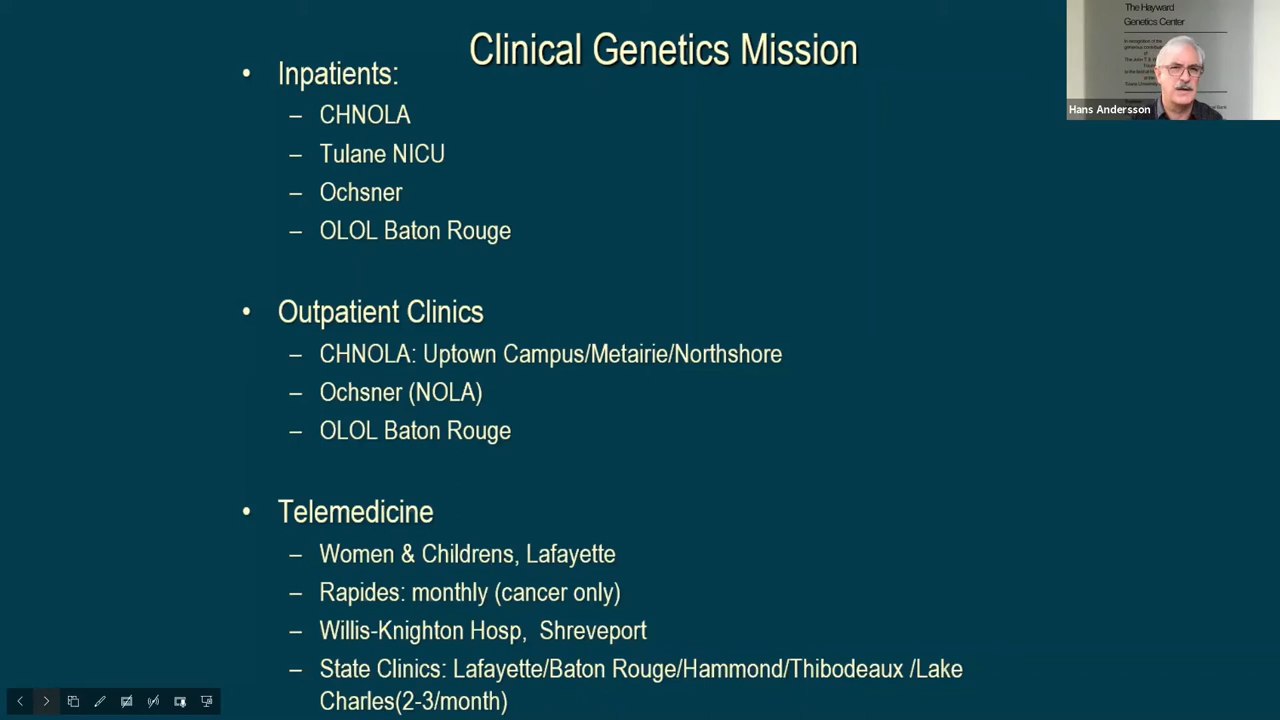 Clinical Genetics Mission
• Inpatients:
– CHNOLA
– Tulane NICU
– Ochsner
– OLOL Baton Rouge
• Outpatient Clinics
– CHNOLA: Uptown Campus/Metairie/Northshore
– Ochsner (NOLA)
– OLOL Baton Rouge
• Telemedicine
– Women & Childrens, Lafayette
– Rapides: monthly (cancer only)
– Willis-Knighton Hosp, Shreveport
– State Clinics: Lafayette/Baton Rouge/Hammond/Thibodeaux /Lake
Charles(2-3/month)
The Hayward
Genetics Center
Hans Andersson